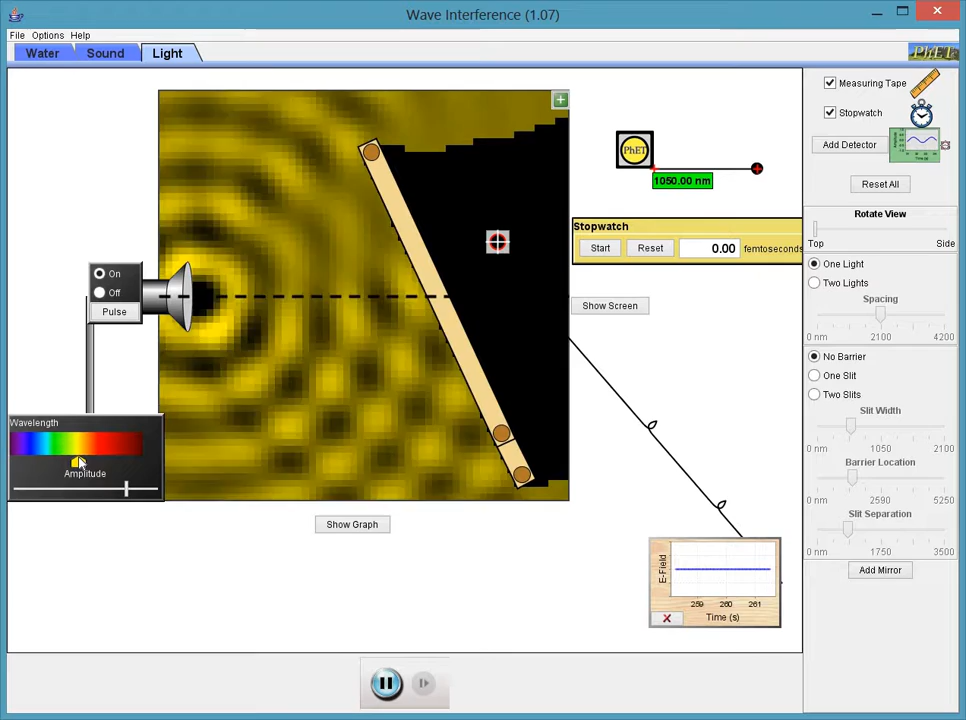 Wave Interference (1.07)
File Options Help
Water Sound Light
PhET
Measuring Tape
Stopwatch
Add Detector
Reset All
Rotate View
Top Side
PhET
1050.00 nm
Stopwatch
Start Reset 0.00 femtoseconds
On
Off
Pulse
Show Screen
One Light
Two Lights
Spacing
0 nm 2100 4200
No Barrier
One Slit
Two Slits
Slit Width
0 nm 1050 2100
Barrier Location
0 nm 2590 5250
Slit Separation
0 nm 1750 3500
Add Mirror
Wavelength
Amplitude
Show Graph
E-Field
259 260 261
Time (s)